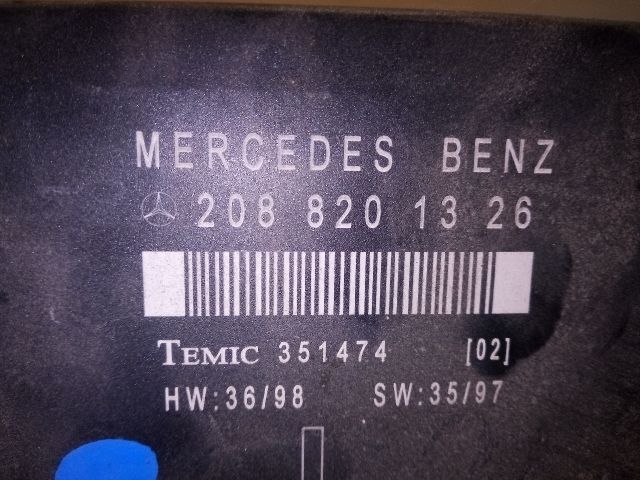 MERCEDES BENZ
208 820 13 26
TEMIC 351474 [02]
HW:36/98 SW:35/97